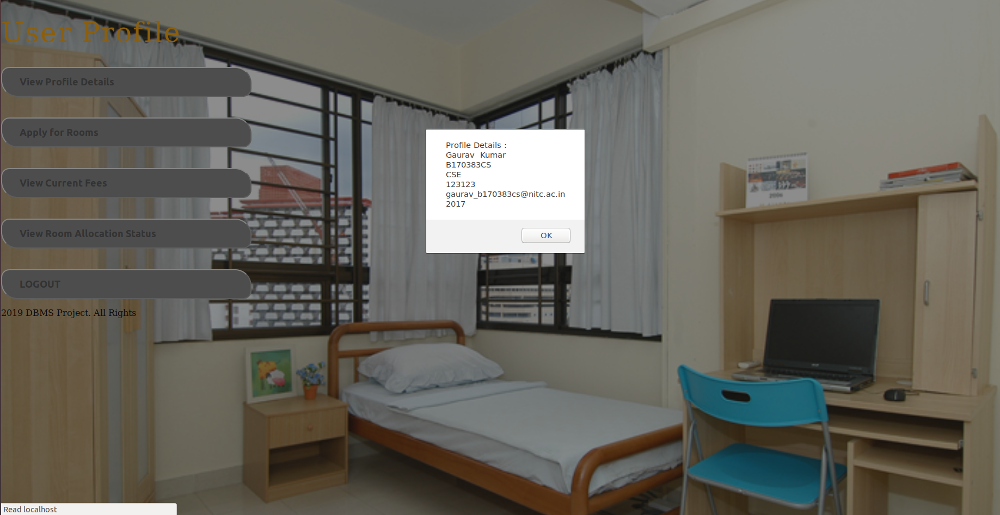 User Profile
View Profile Details
Apply for Rooms
View Current Fees
View Room Allocation Status
LOGOUT
2019 DBMS Project. All Rights
Profile Details :
Gaurav  Kumar
B170383CS
CSE
123123
gaurav_b170383cs@nitc.ac.in
2017
OK
2004
Read localhost